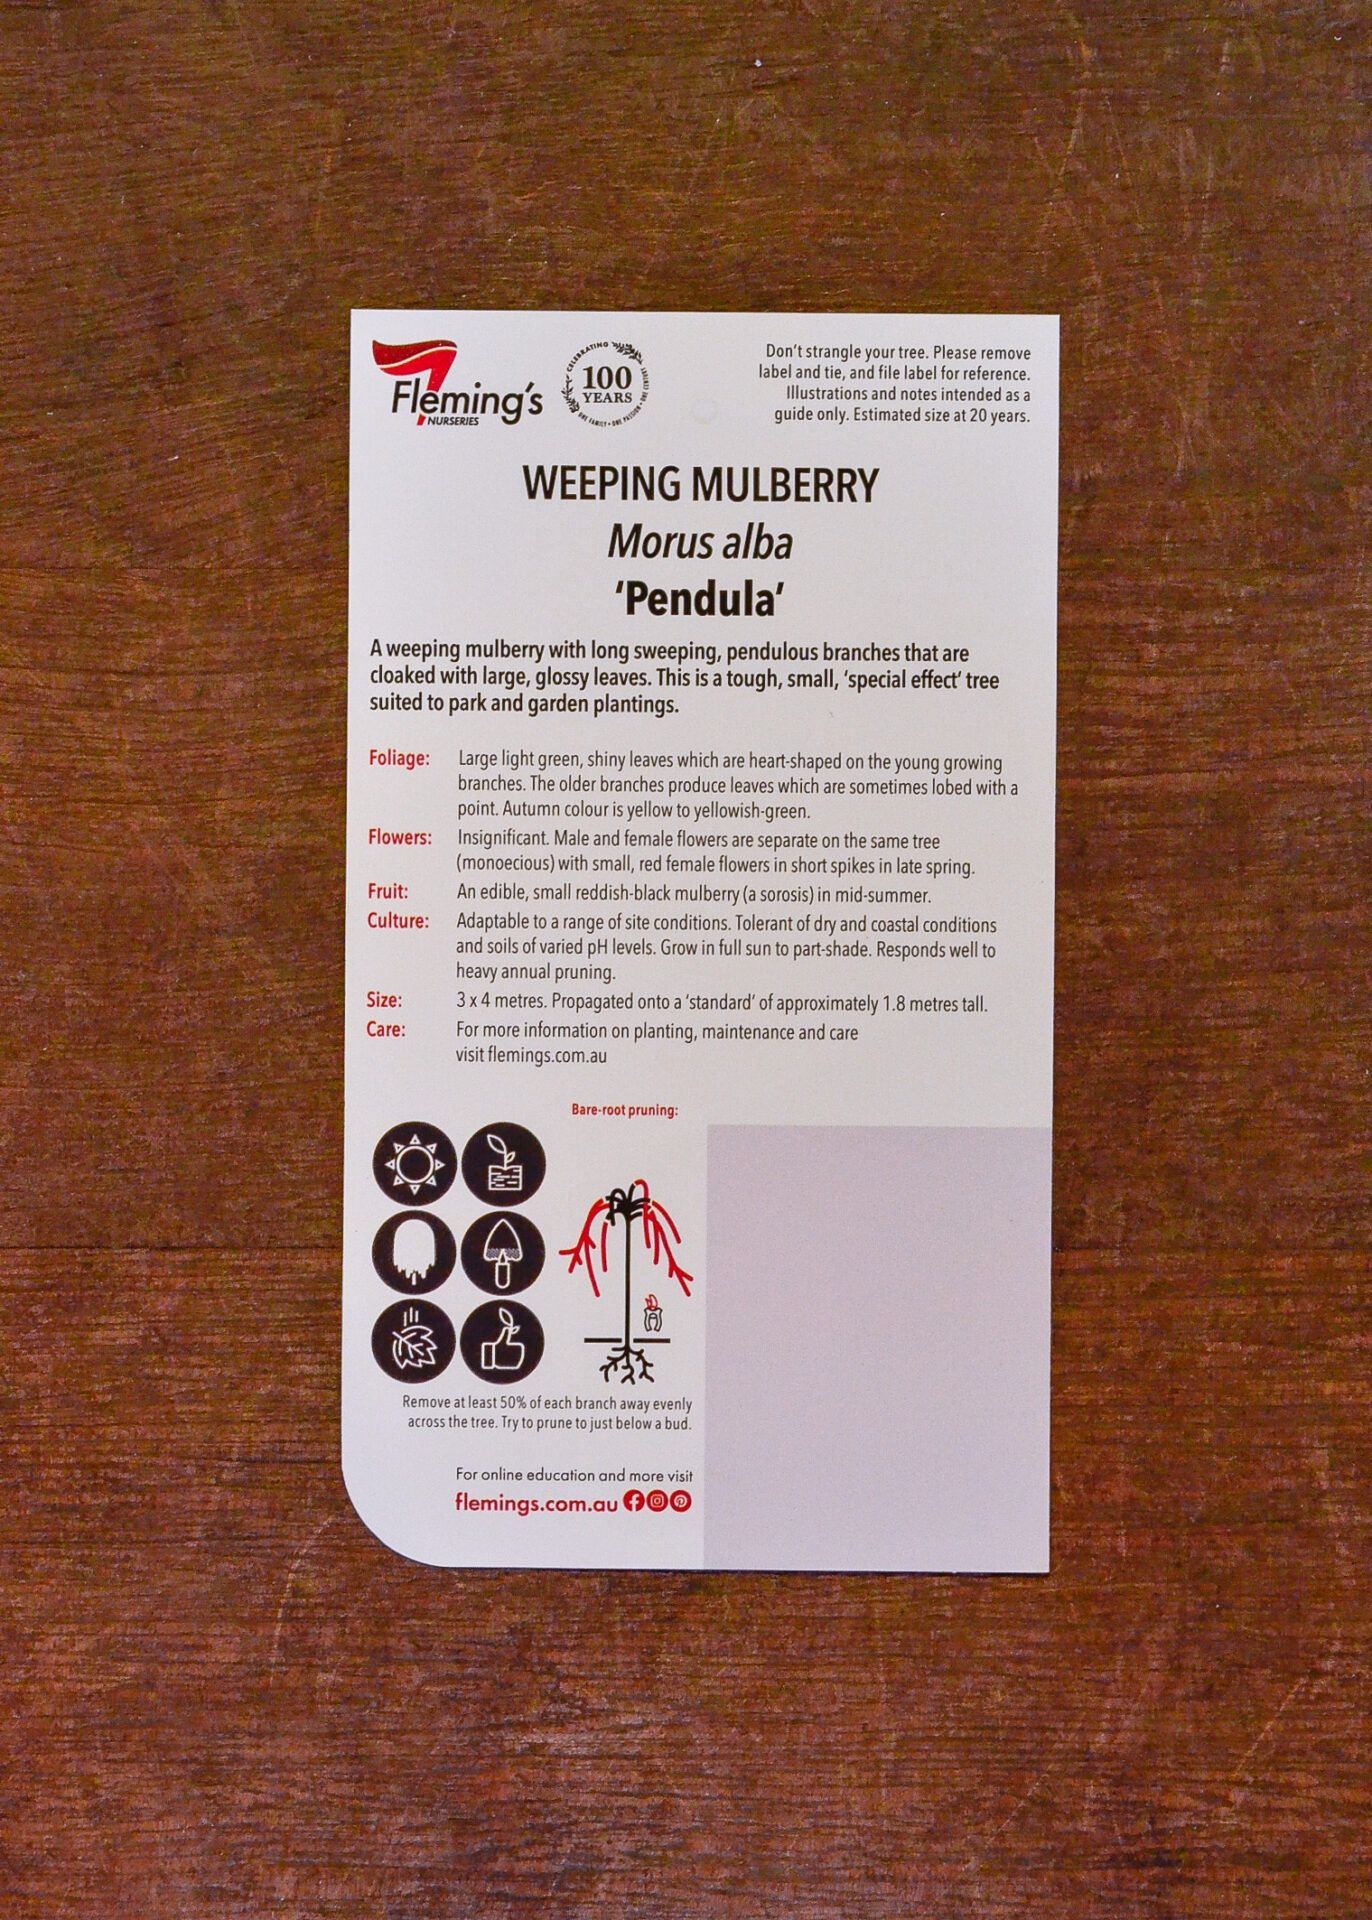 Fleming's
NURSERIES
CELEBRATING
100
YEARS
ONE FAMILY • ONE PASSION • ONE CENTURY
Don't strangle your tree. Please remove
label and tie, and file label for reference.
Illustrations and notes intended as a
guide only. Estimated size at 20 years.
WEEPING MULBERRY
Morus alba
'Pendula'
A weeping mulberry with long sweeping, pendulous branches that are
cloaked with large, glossy leaves. This is a tough, small, 'special effect' tree
suited to park and garden plantings.
Foliage: Large light green, shiny leaves which are heart-shaped on the young growing
branches. The older branches produce leaves which are sometimes lobed with a
point. Autumn colour is yellow to yellowish-green.
Flowers: Insignificant. Male and female flowers are separate on the same tree
(monoecious) with small, red female flowers in short spikes in late spring.
Fruit: An edible, small reddish-black mulberry (a sorosis) in mid-summer.
Culture: Adaptable to a range of site conditions. Tolerant of dry and coastal conditions
and soils of varied pH levels. Grow in full sun to part-shade. Responds well to
heavy annual pruning.
Size: 3 x 4 metres. Propagated onto a 'standard' of approximately 1.8 metres tall.
Care: For more information on planting, maintenance and care
visit flemings.com.au
Bare-root pruning:
Remove at least 50% of each branch away evenly
across the tree. Try to prune to just below a bud.
For online education and more visit
flemings.com.au